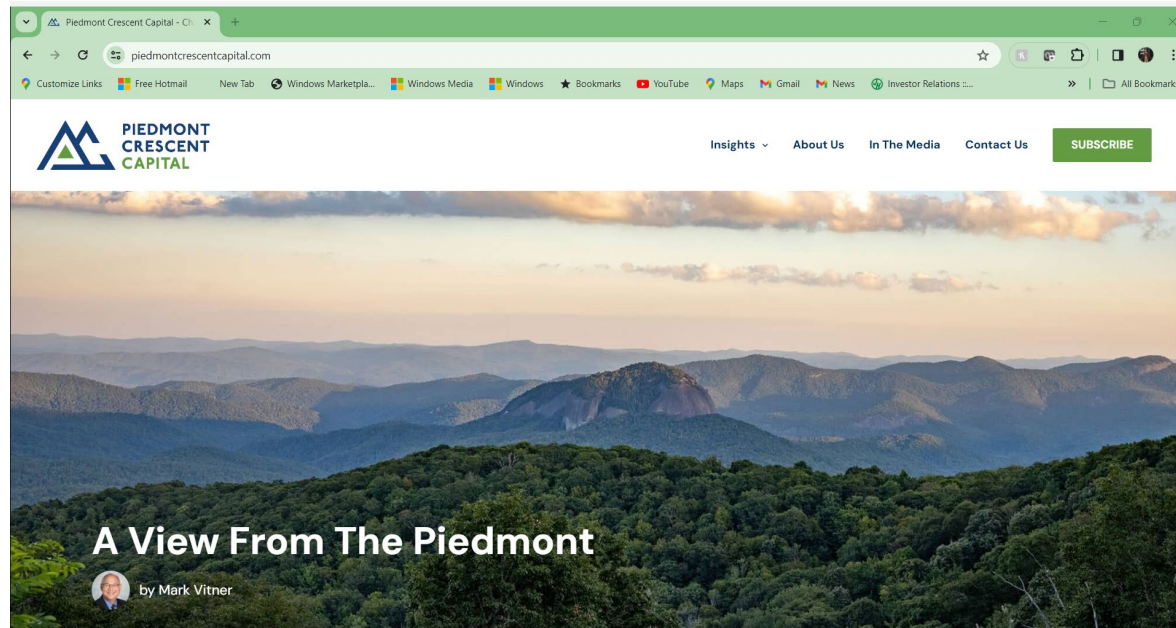 Piedmont Crescent Capital - Ch
piedmontcrescentcapital.com
Customize Links Free Hotmail New Tab Windows Marketpla... Windows Media Windows Bookmarks YouTube Maps Gmail News Investor Relations ::... » All Bookmarks
PIEDMONT
CRESCENT
CAPITAL
Insights About Us In The Media Contact Us SUBSCRIBE
A View From The Piedmont
by Mark Vitner